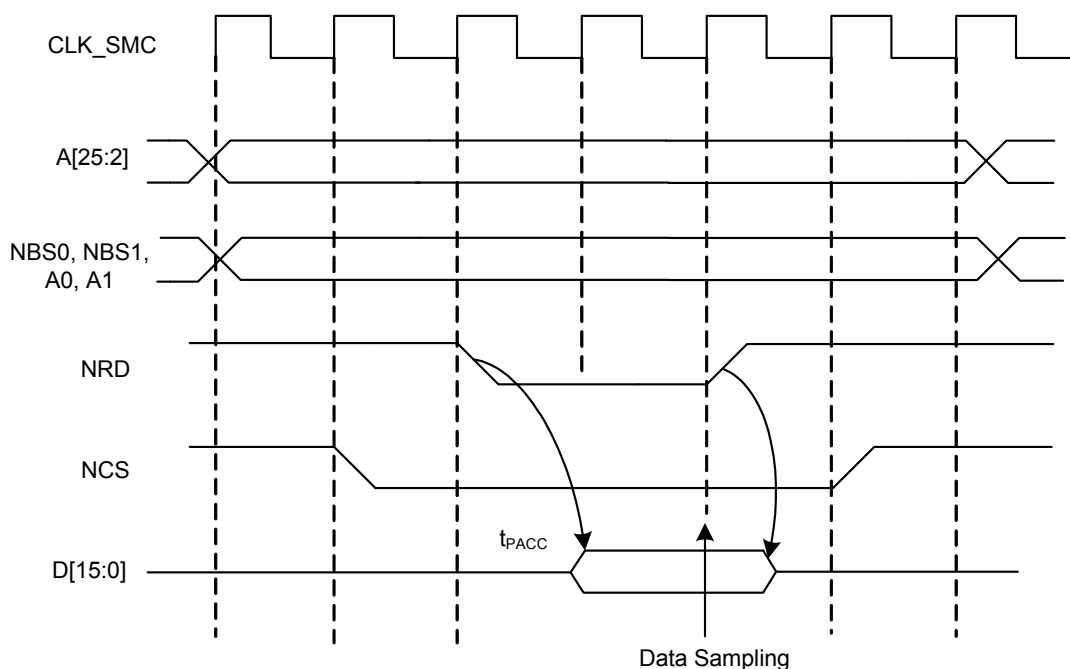 CLK_SMC
A[25:2]
NBS0, NBS1,
A0, A1
NRD
NCS
tPACC
D[15:0]
Data Sampling